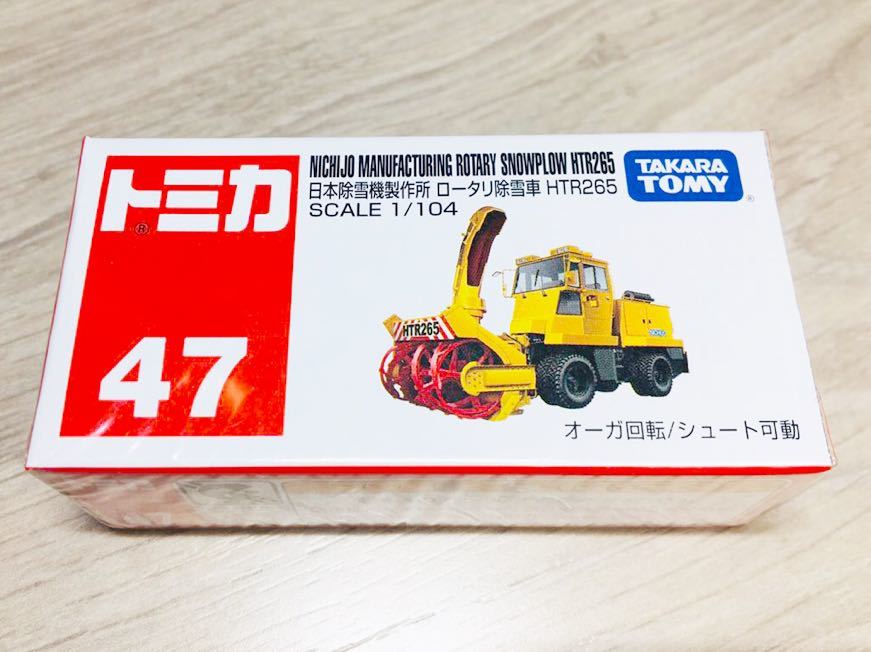 トミカ
®
47
NICHIJO MANUFACTURING ROTARY SNOWPLOW HTR265
日本除雪機製作所 ロータリ除雪車 HTR265
SCALE 1/104
TAKARA
TOMY
®
HTR265
NICHIJO
オーガ回転/シュート可動
47